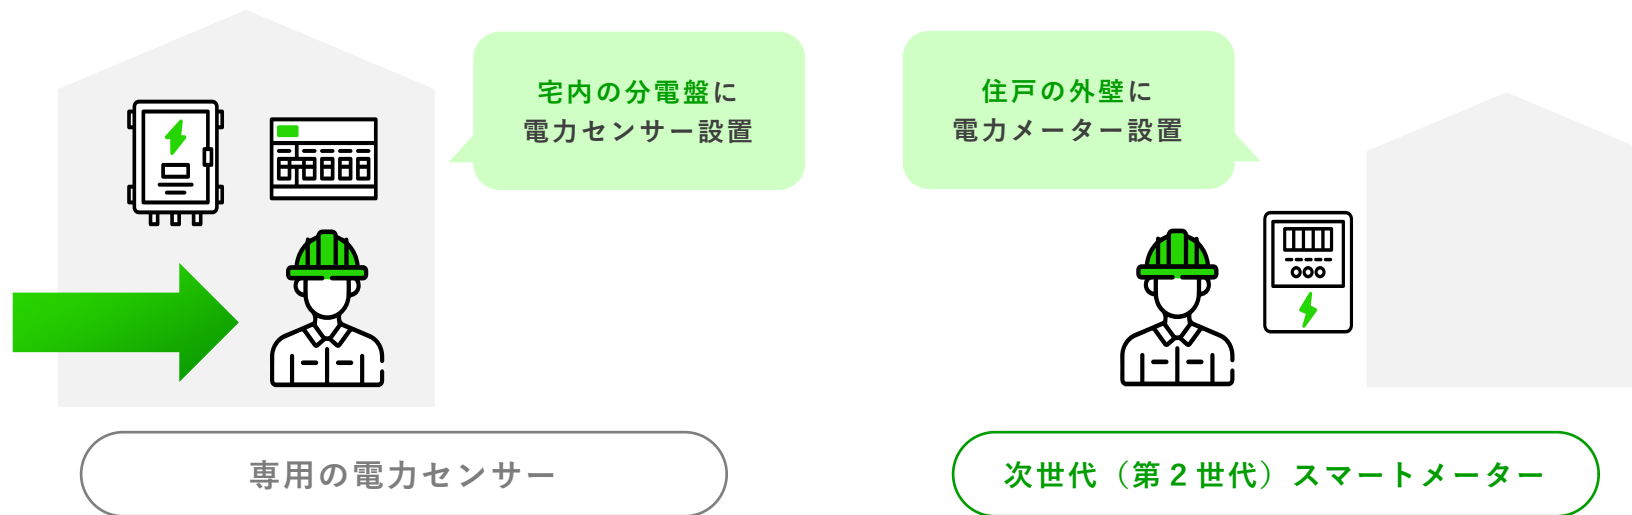 宅内の分電盤に
電力センサー設置
住戸の外壁に
電力メーター設置
専用の電力センサー
次世代（第２世代）スマートメーター